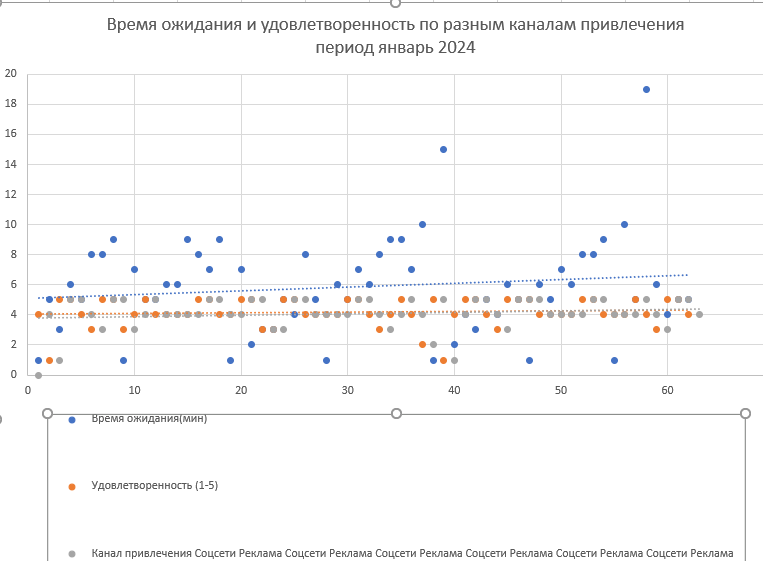 Время ожидания и удовлетворенность по разным каналам привлечения
период январь 2024
20
18
16
14
12
10
8
6
4
2
0
0 10 20 30 40 50 60
Время ожидания(мин)
Удовлетворенность (1-5)
Канал привлечения Соцсети Реклама Соцсети Реклама Соцсети Реклама Соцсети Реклама Соцсети Реклама Соцсети Реклама